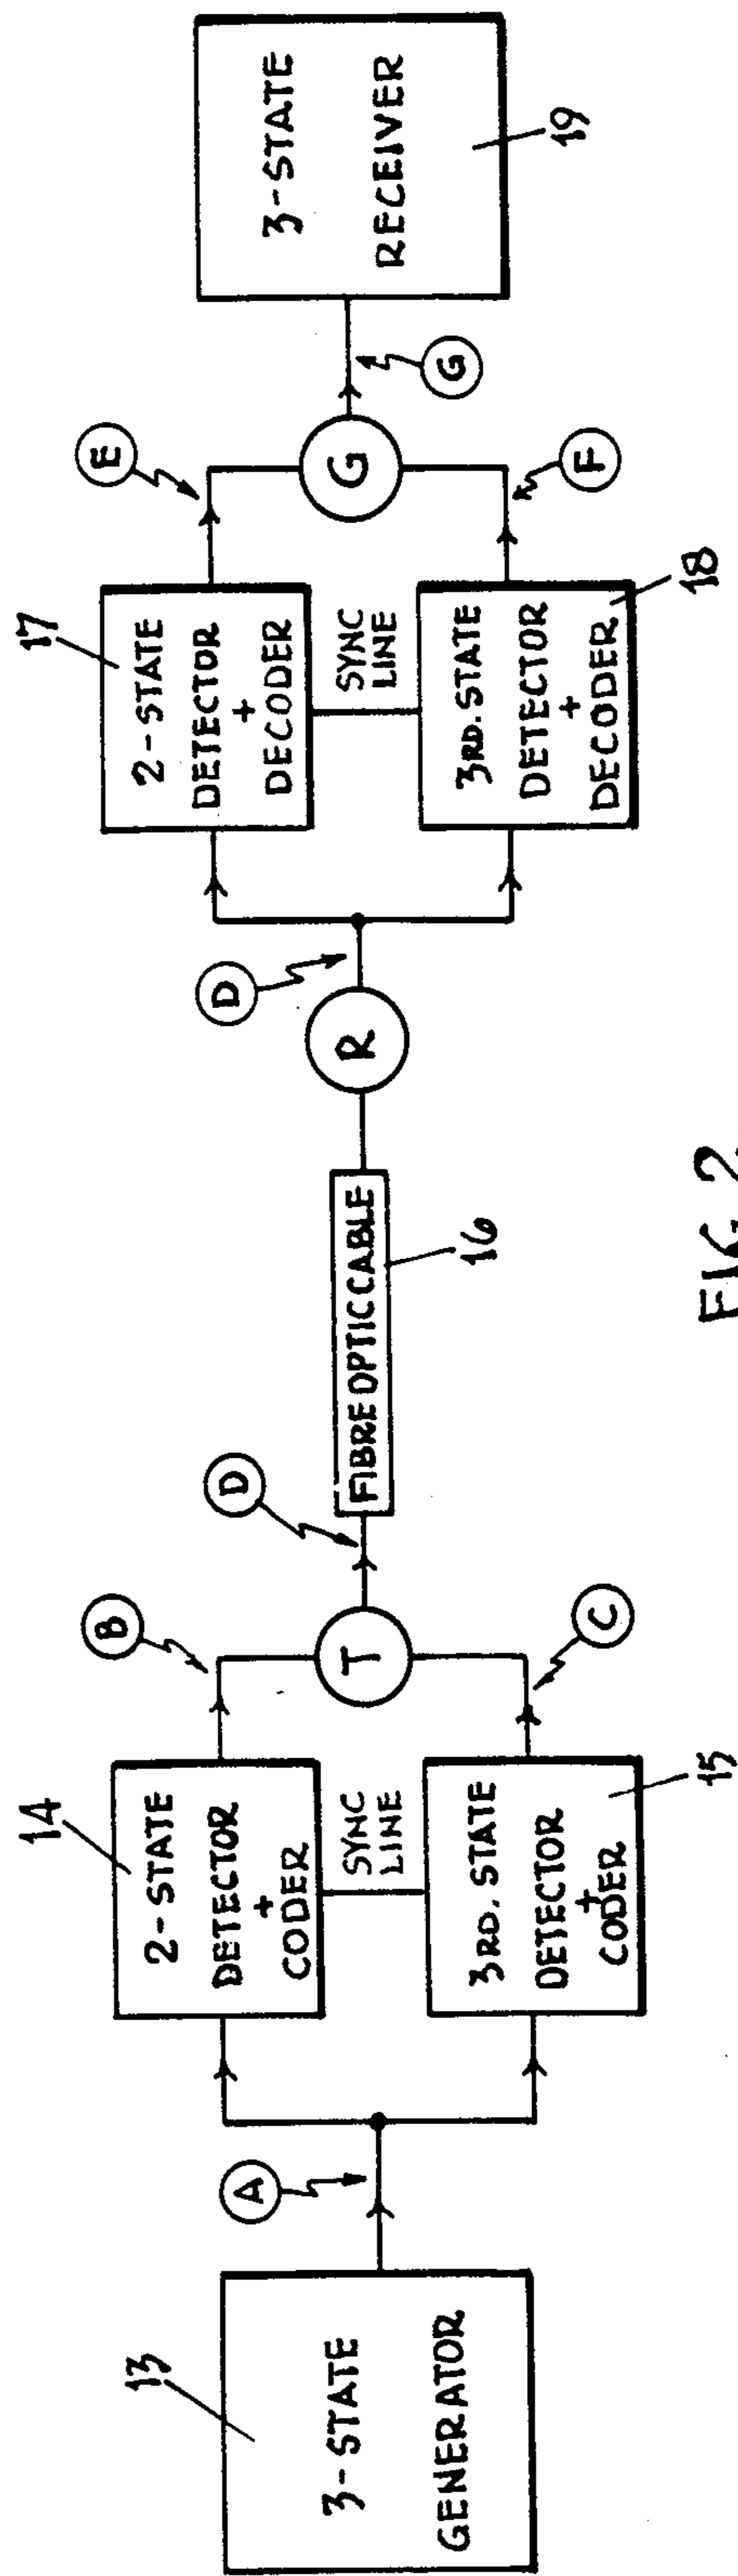 13
3-STATE
GENERATOR
A
14
2-STATE
DETECTOR
+
CODER
SYNC
LINE
3RD. STATE
DETECTOR
+
CODER
15
B
C
T
D
FIBRE OPTIC CABLE
16
R
D
17
2-STATE
DETECTOR
+
DECODER
SYNC
LINE
3RD. STATE
DETECTOR
+
DECODER
18
E
F
G
G
3-STATE
RECEIVER
19
FIG 2.